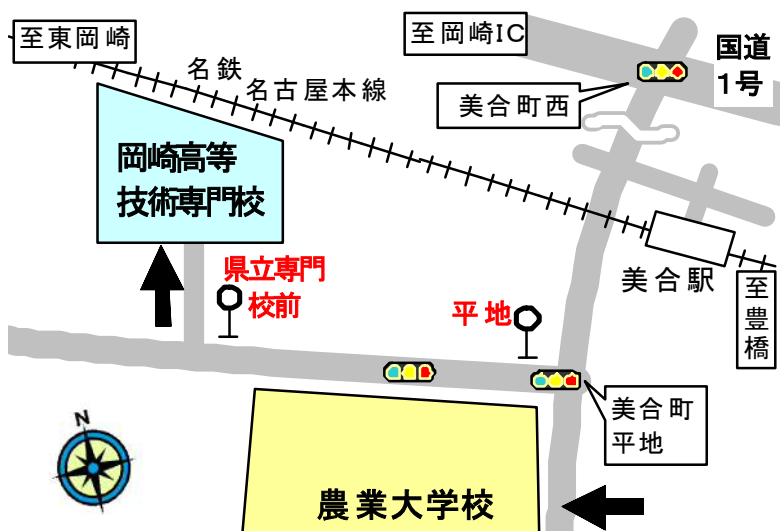 至東岡崎
名鉄
名古屋本線
至岡崎IC
国道
1号
美合町西
岡崎高等
技術専門校
県立専門
校前
平地
美合駅
至豊橋
美合町
平地
N
農業大学校